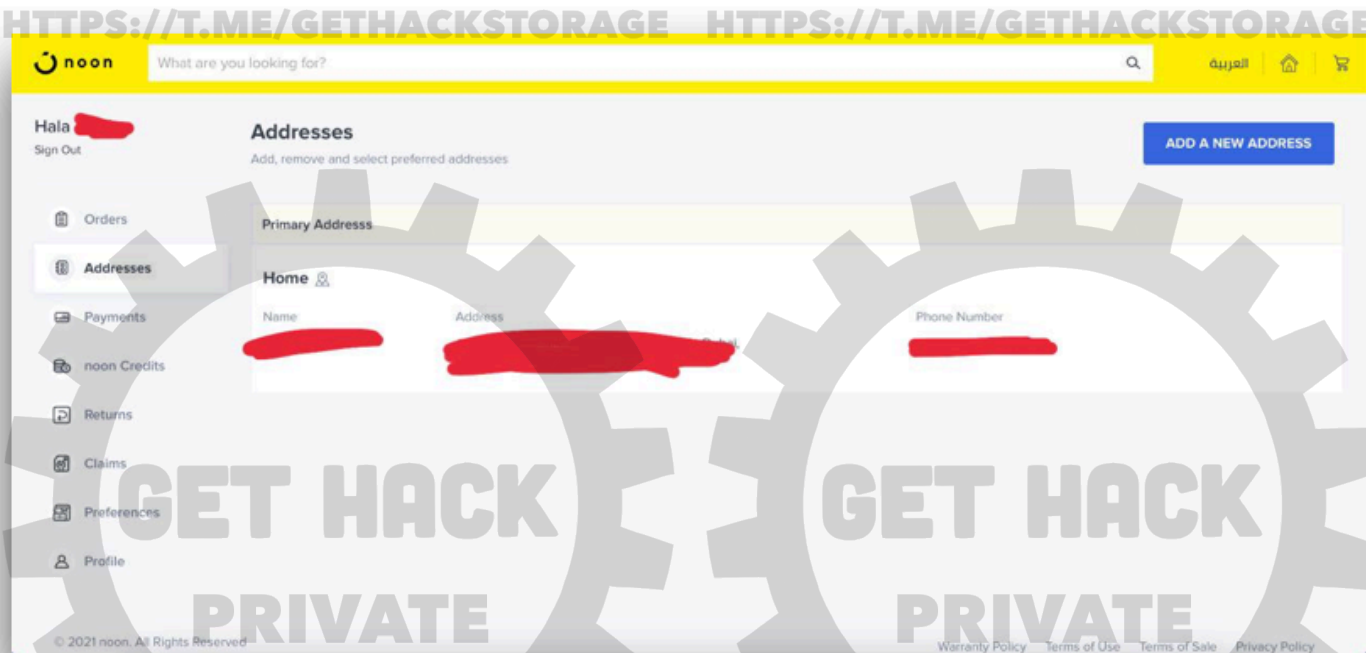 HTTPS://T.ME/GETHACKSTORAGE HTTPS://T.ME/GETHACKSTORAGE
noon What are you looking for? العربية
Hala
Sign Out
Addresses
Add, remove and select preferred addresses
ADD A NEW ADDRESS
Orders
Addresses
Payments
noon Credits
Returns
Claims
Preferences
Profile
Primary Addresss
Home
Name Address Phone Number
GET HACK GET HACK
PRIVATE PRIVATE
© 2021 noon. All Rights Reserved
Warranty Policy Terms of Use Terms of Sale Privacy Policy